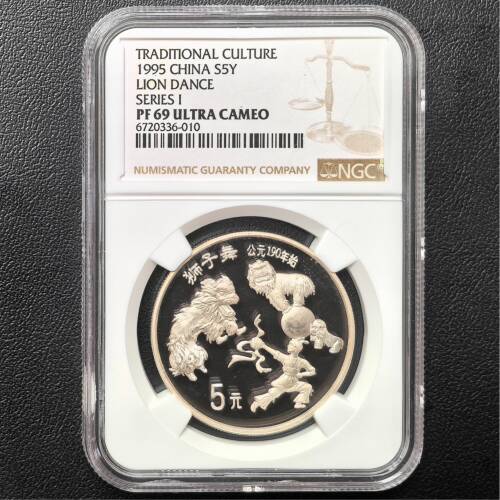 TRADITIONAL CULTURE
1995 CHINA S5Y
LION DANCE
SERIES I
PF 69 ULTRA CAMEO
6720336-010
NUMISMATIC GUARANTY COMPANY NGC
狮子舞 公元190年始
5元